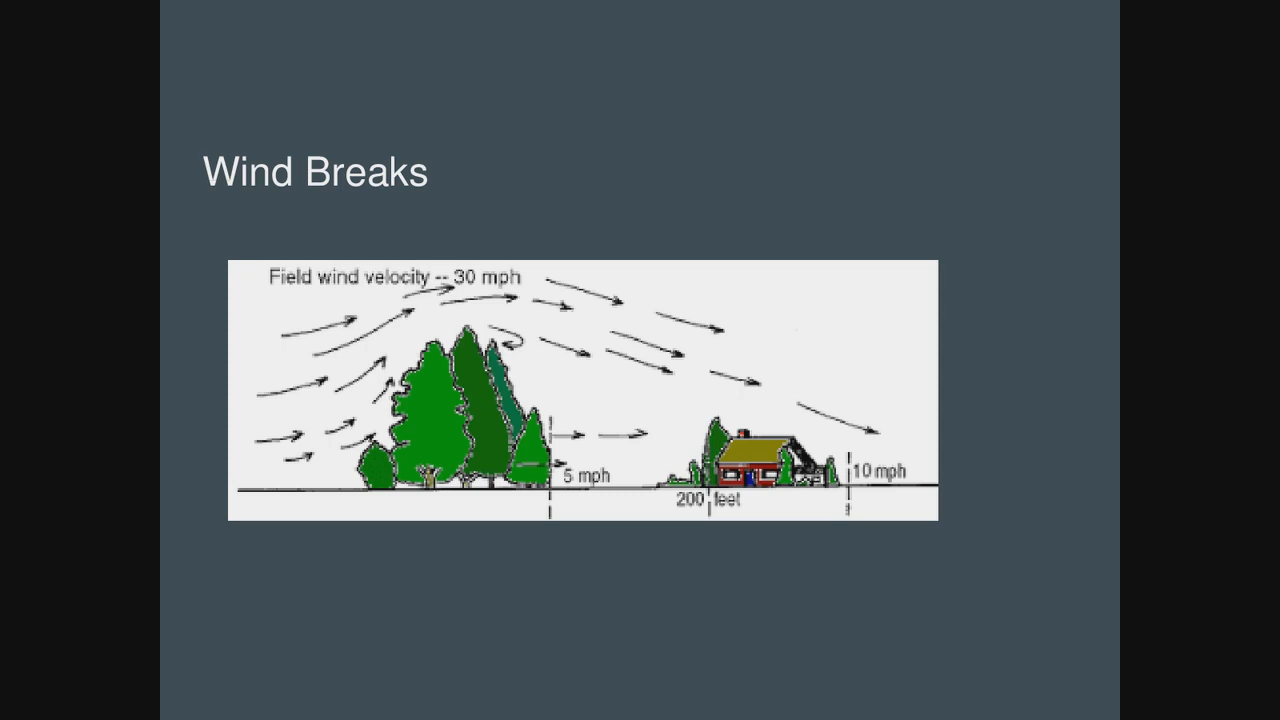 Wind Breaks
Field wind velocity -- 30 mph
5 mph
10 mph
200 feet